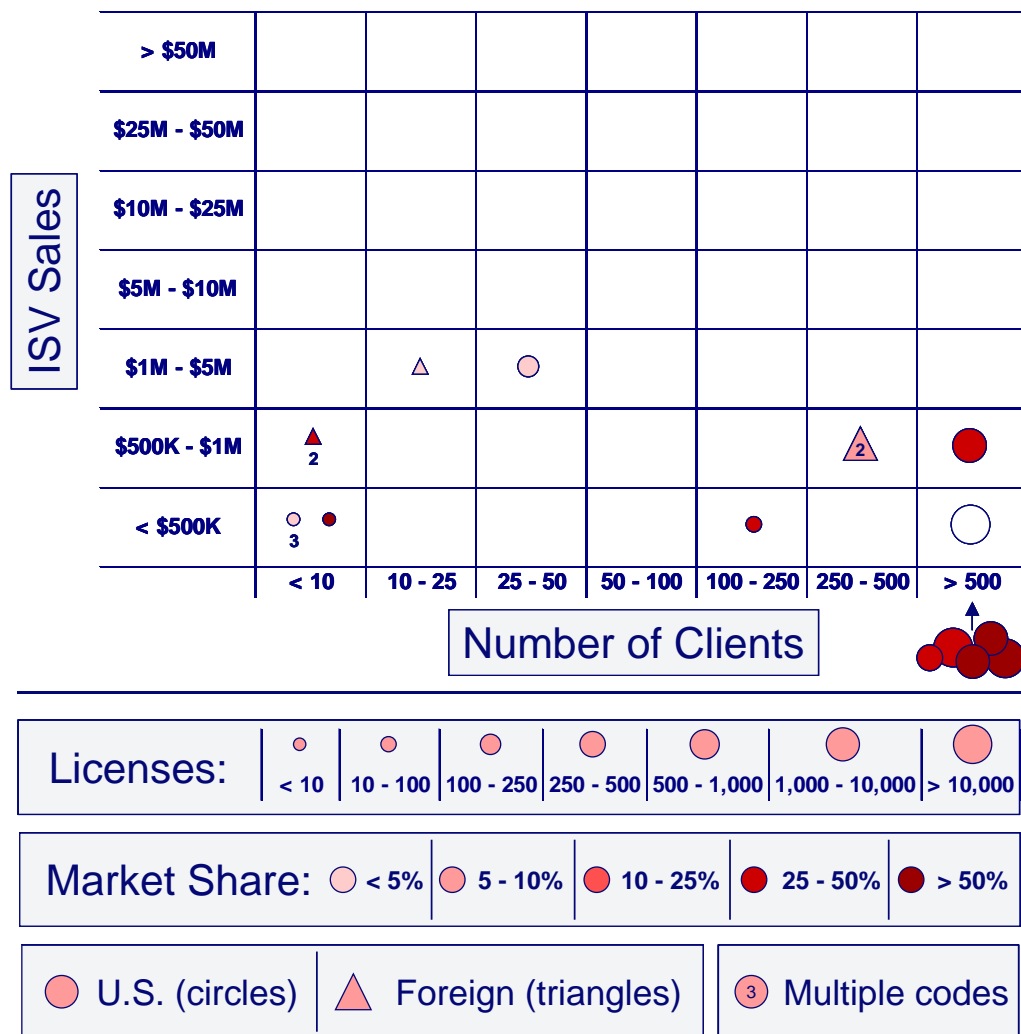 > $50M
$25M - $50M
$10M - $25M
$5M - $10M
ISV Sales
$1M - $5M
$500K - $1M
2
2
< $500K
3
< 10
10 - 25
25 - 50
50 - 100
100 - 250
250 - 500
> 500
Number of Clients
Licenses:
< 10
10 - 100
100 - 250
250 - 500
500 - 1,000
1,000 - 10,000
> 10,000
Market Share:
< 5%
5 - 10%
10 - 25%
25 - 50%
> 50%
U.S. (circles)
Foreign (triangles)
3
Multiple codes